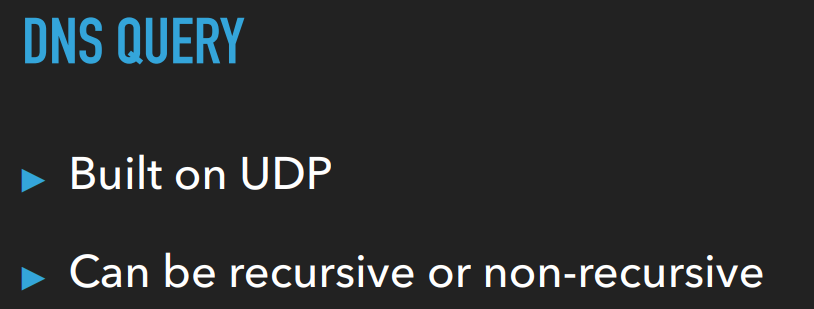 DNS QUERY
▶ Built on UDP
▶ Can be recursive or non-recursive